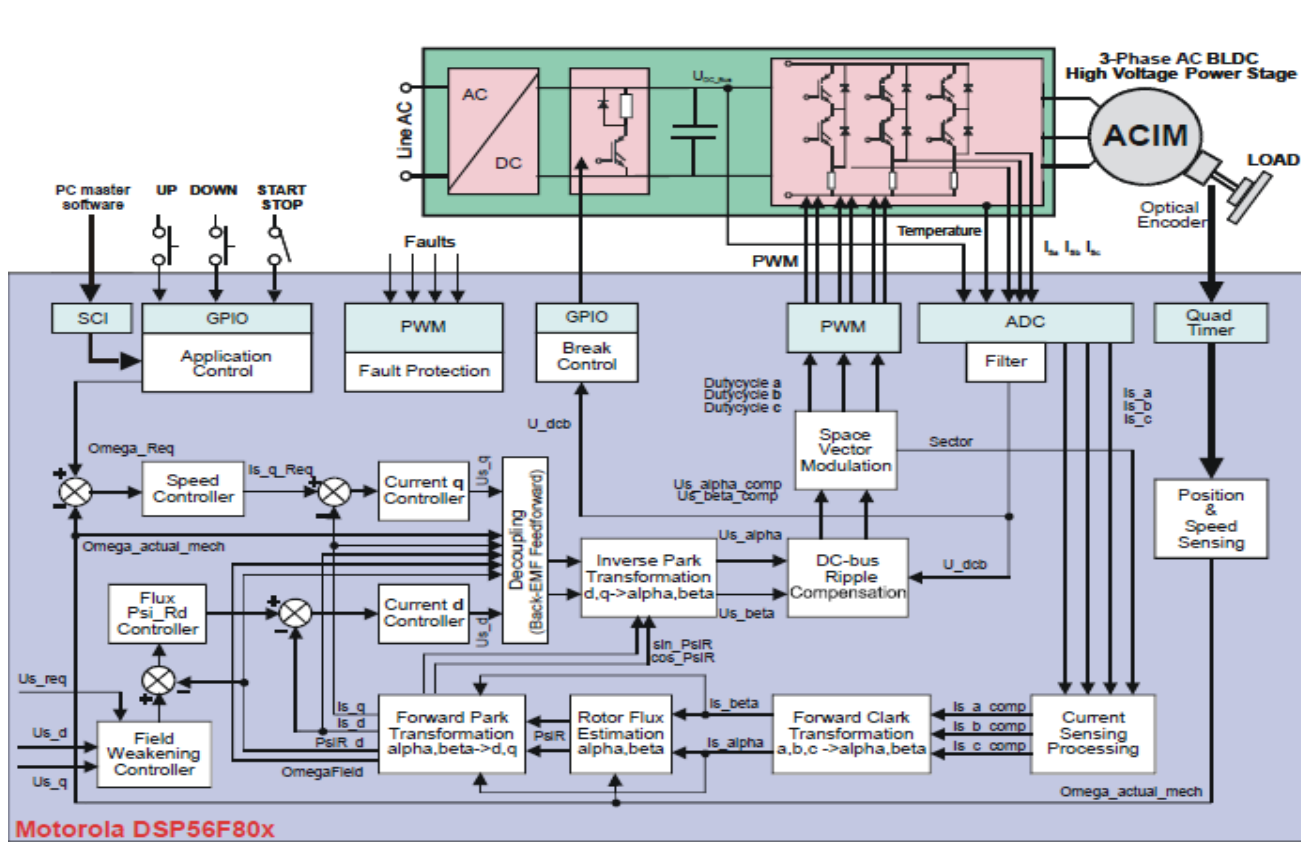 3-Phase AC BLDC
High Voltage Power Stage
Line AC
AC
DC
U_DC_Bus
ACIM
LOAD
Optical
Encoder
PC master
software
UP
DOWN
START
STOP
Faults
PWM
Temperature
I_Sa I_Sb I_Sc
SCI
GPIO
Application
Control
PWM
Fault Protection
GPIO
Break
Control
PWM
ADC
Filter
Quad
Timer
Dutycycle a
Dutycycle b
Dutycycle c
Is_a
Is_b
Is_c
U_dcb
Space
Vector
Modulation
Sector
Omega_Req
Speed
Controller
Is_q_Req
Current q
Controller
Us_q
Us_alpha_comp
Us_beta_comp
Position
&
Speed
Sensing
Omega_actual_mech
Decoupling
(Back-EMF Feedforward)
Inverse Park
Transformation
d,q->alpha,beta
Us_alpha
Us_beta
DC-bus
Ripple
Compensation
U_dcb
Flux
Psi_Rd
Controller
Current d
Controller
Us_d
sin_PsiR
cos_PsiR
Us_req
Us_d
Us_q
Field
Weakening
Controller
Is_q
Is_d
PsiR_d
OmegaField
Forward Park
Transformation
alpha,beta->d,q
PsiR
Rotor Flux
Estimation
alpha,beta
Is_beta
Is_alpha
Forward Clark
Transformation
a,b,c ->alpha,beta
Is_a_comp
Is_b_comp
Is_c_comp
Current
Sensing
Processing
Omega_actual_mech
Motorola DSP56F80x